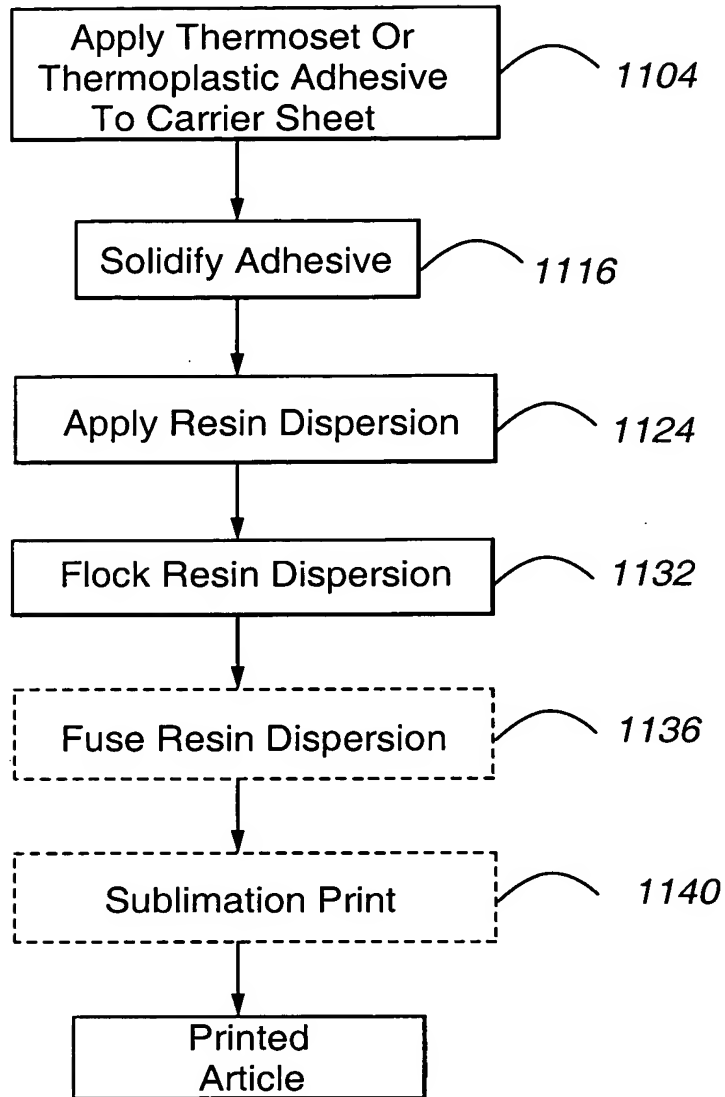 Apply Thermoset Or
Thermoplastic Adhesive
To Carrier Sheet
1104
Solidify Adhesive
1116
Apply Resin Dispersion
1124
Flock Resin Dispersion
1132
Fuse Resin Dispersion
1136
Sublimation Print
1140
Printed
Article